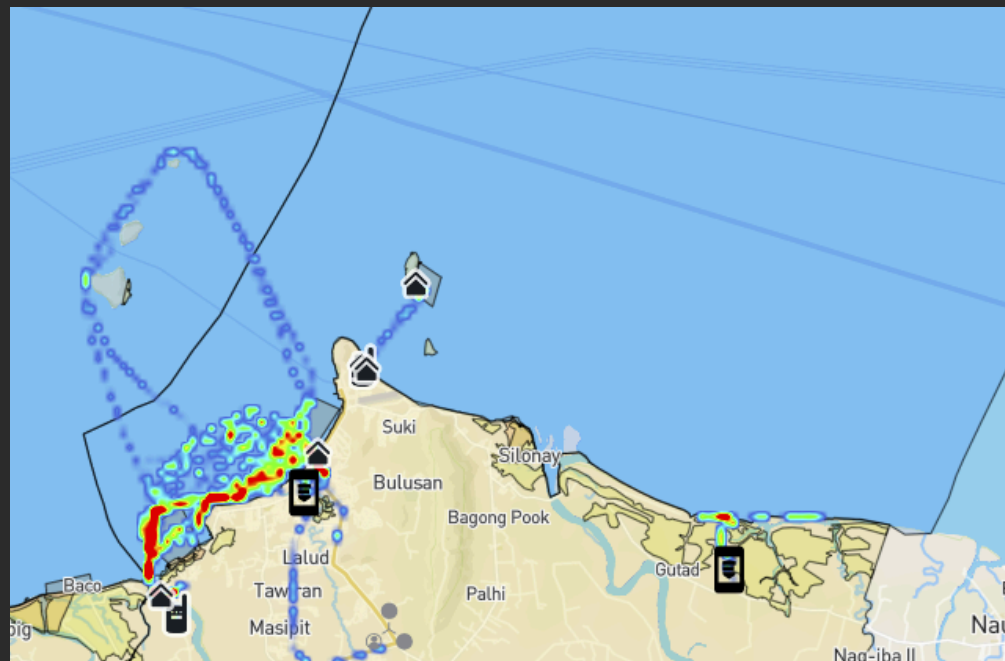 Suki
Silonay
Bulusan
Bagong Pook
Lalud
Gutad
Baco
Tawiran
Palhi
Masipit
Nag-iba II